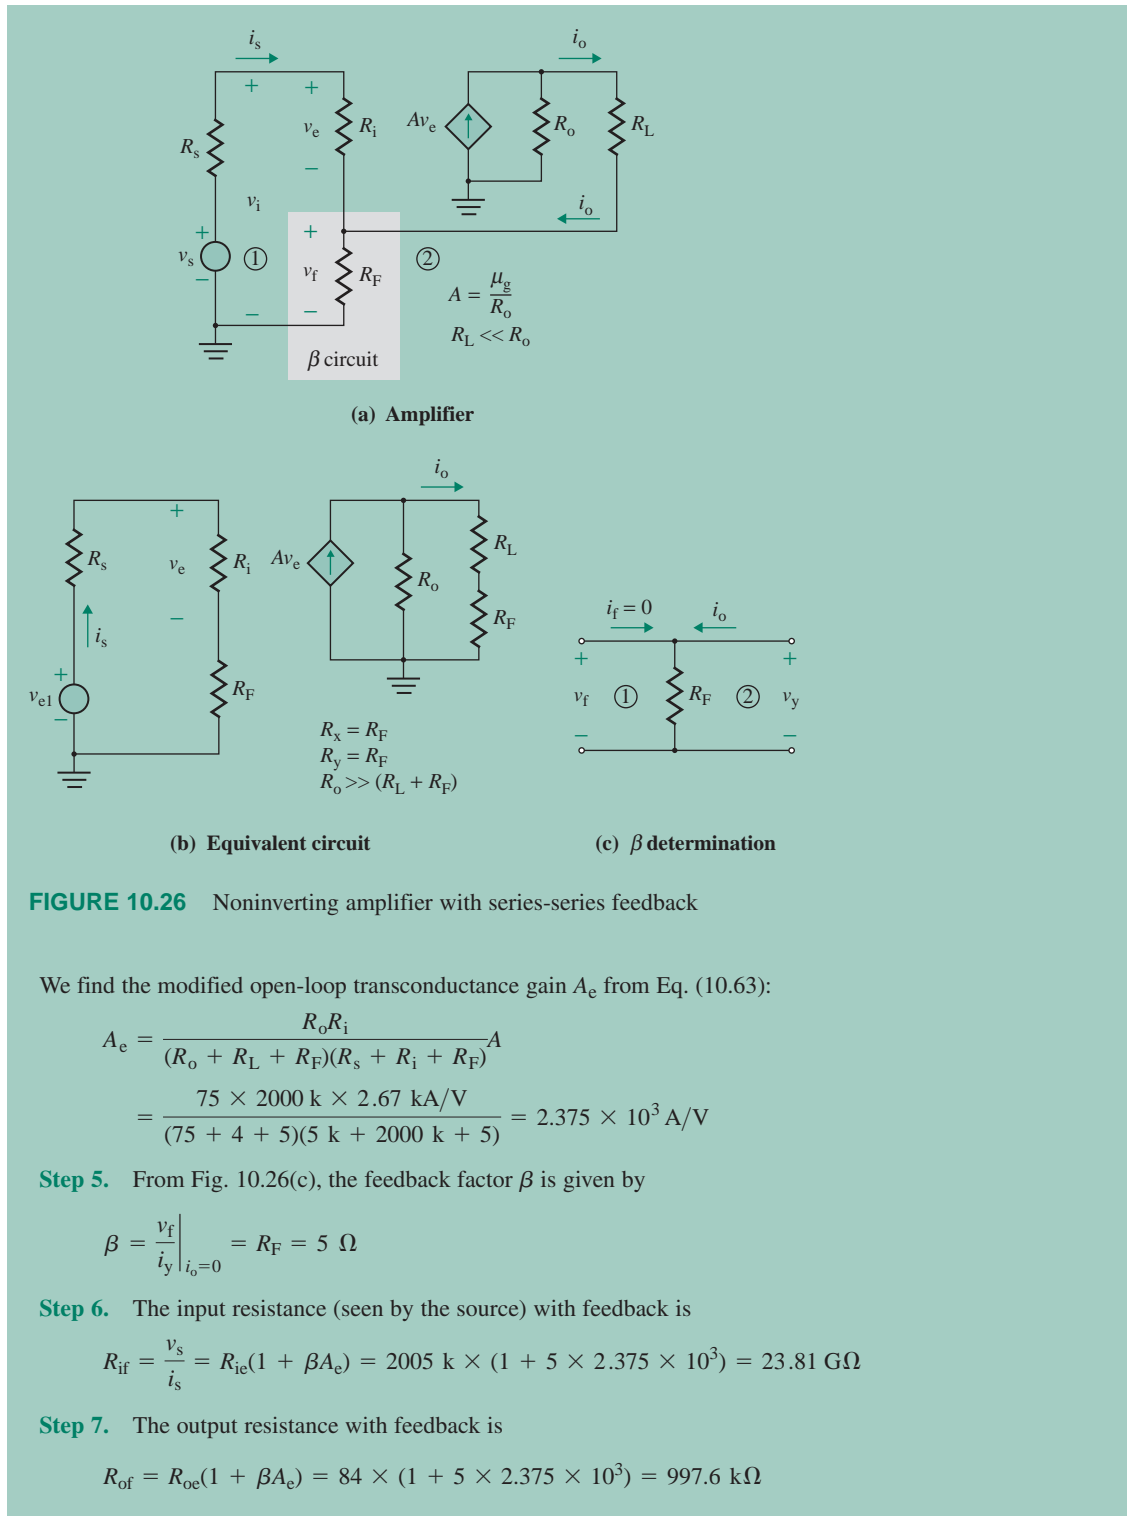 i_s
i_o
+ +
v_e R_i Av_e R_o R_L
R_s
−
v_i
i_o
+ +
v_s ① v_f R_F ②
− − −
A = μ_g / R_o
R_L << R_o
β circuit
(a) Amplifier
i_o
+
R_s v_e R_i Av_e R_o R_L
−
i_s
R_F
+
v_e1 R_F
−
i_f = 0 i_o
+ +
v_f ① R_F ② v_y
− −
R_x = R_F
R_y = R_F
R_o >> (R_L + R_F)
(b) Equivalent circuit
(c) β determination
FIGURE 10.26 Noninverting amplifier with series-series feedback
We find the modified open-loop transconductance gain A_e from Eq. (10.63):
A_e = R_oR_i / (R_o + R_L + R_F)(R_s + R_i + R_F) A
= 75 × 2000 k × 2.67 kA/V / (75 + 4 + 5)(5 k + 2000 k + 5) = 2.375 × 10³ A/V
Step 5. From Fig. 10.26(c), the feedback factor β is given by
β = v_f / i_y |_{i_o=0} = R_F = 5 Ω
Step 6. The input resistance (seen by the source) with feedback is
R_if = v_s / i_s = R_ie(1 + βA_e) = 2005 k × (1 + 5 × 2.375 × 10³) = 23.81 GΩ
Step 7. The output resistance with feedback is
R_of = R_oe(1 + βA_e) = 84 × (1 + 5 × 2.375 × 10³) = 997.6 kΩ